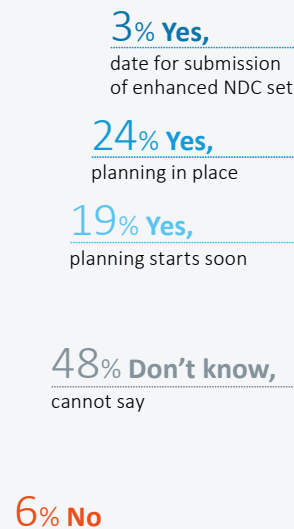 3% Yes,
date for submission
of enhanced NDC set
24% Yes,
planning in place
19% Yes,
planning starts soon
48% Don't know,
cannot say
6% No